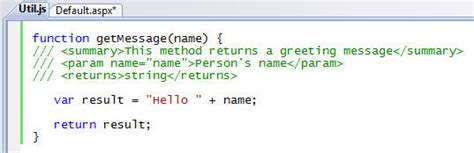 Util.js Default.aspx*
function getMessage(name) {
/// <summary>This method returns a greeting message</summary>
/// <param name="name">Person's name</param>
/// <returns>string</returns>
var result = "Hello " + name;
return result;
}